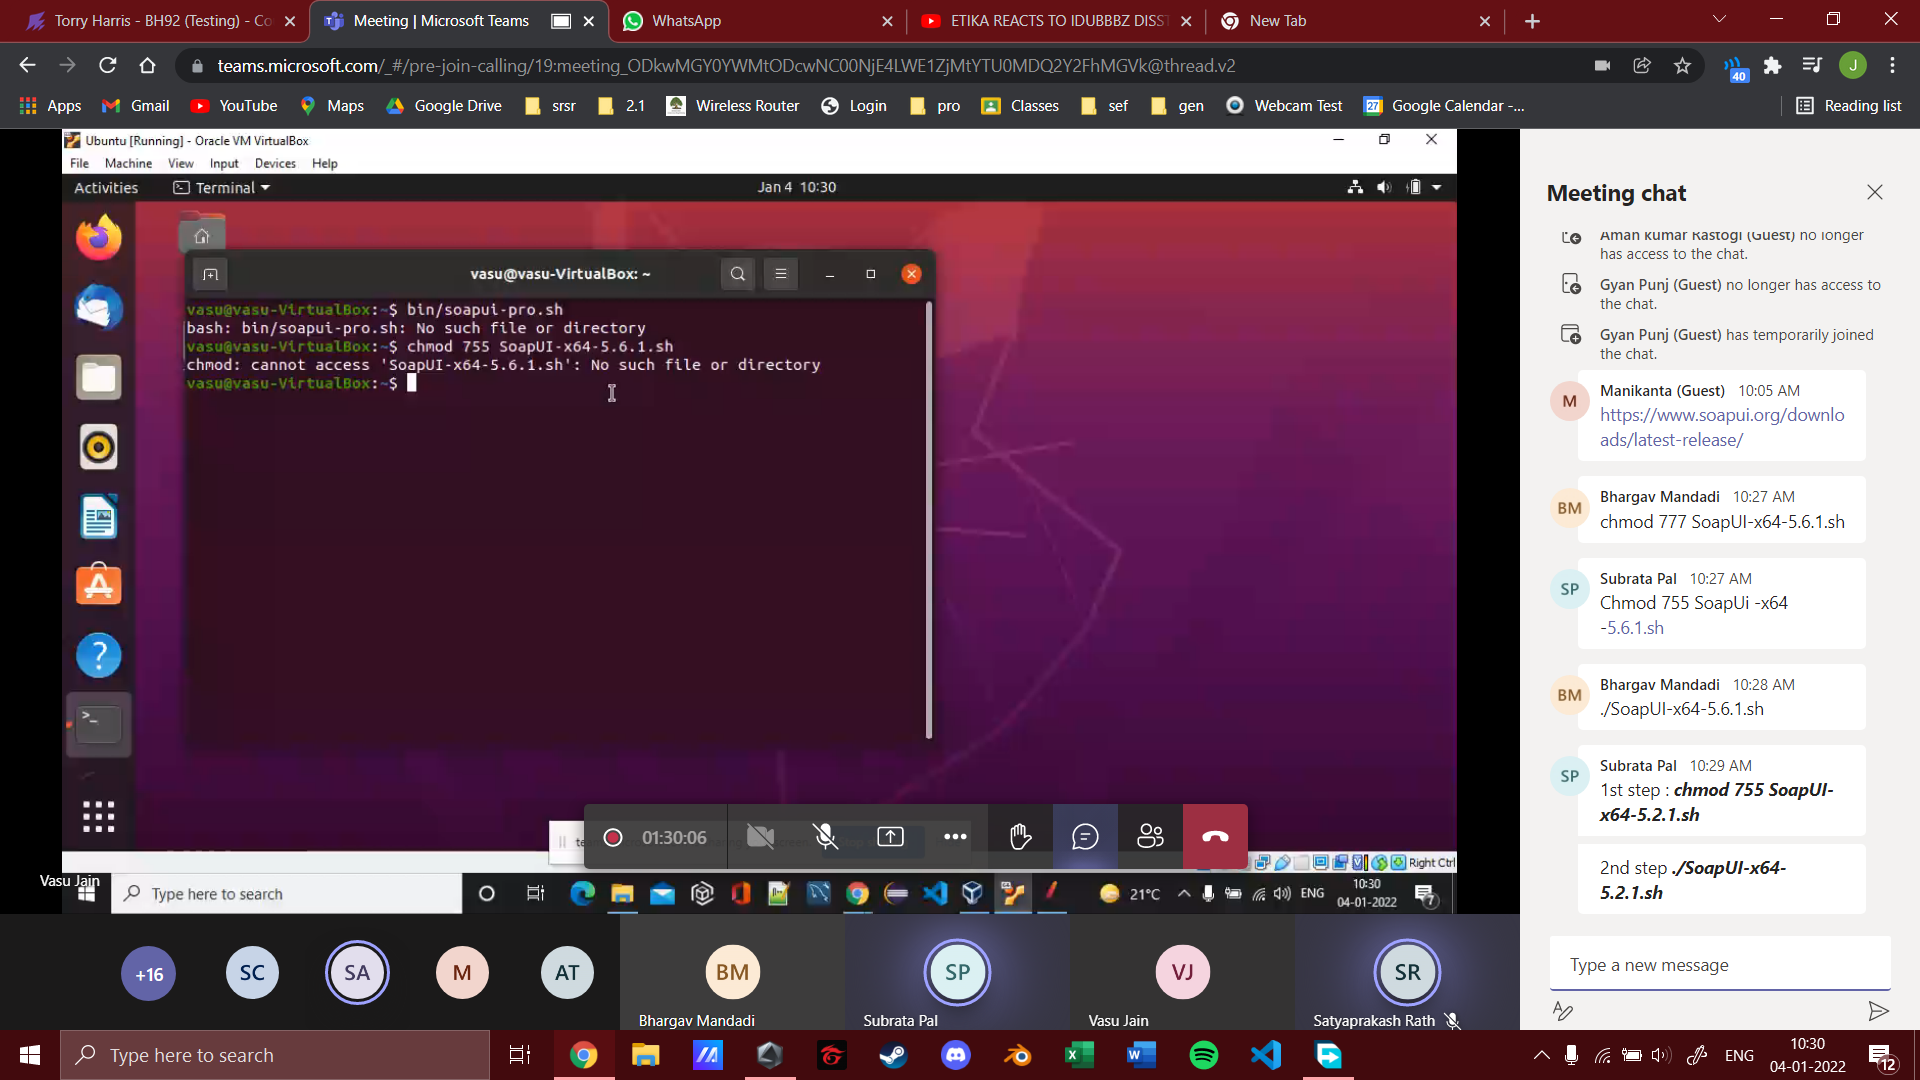 Torry Harris - BH92 (Testing) - Co
Meeting | Microsoft Teams
WhatsApp
ETIKA REACTS TO IDUBBBZ DISST
New Tab
teams.microsoft.com/_#/pre-join-calling/19:meeting_ODkwMGY0YWMtODcwNC00NjE4LWE1ZjMtYTU0MDQ2Y2FhMGVk@thread.v2
40
J
Apps
Gmail
YouTube
Maps
Google Drive
srsr
2.1
Wireless Router
Login
pro
Classes
sef
gen
Webcam Test
27
Google Calendar -...
Reading list
Ubuntu [Running] - Oracle VM VirtualBox
File Machine View Input Devices Help
Activities
Terminal
Jan 4 10:30
vasu@vasu-VirtualBox: ~
vasu@vasu-VirtualBox:~$ bin/soapui-pro.sh
bash: bin/soapui-pro.sh: No such file or directory
vasu@vasu-VirtualBox:~$ chmod 755 SoapUI-x64-5.6.1.sh
chmod: cannot access 'SoapUI-x64-5.6.1.sh': No such file or directory
vasu@vasu-VirtualBox:~$
01:30:06
Right Ctrl
Vasu Jain
Type here to search
21°C
ENG
10:30
04-01-2022
7
Meeting chat
Aman kumar Rastogi (Guest) no longer
has access to the chat.
Gyan Punj (Guest) no longer has access to
the chat.
Gyan Punj (Guest) has temporarily joined
the chat.
M
Manikanta (Guest) 10:05 AM
https://www.soapui.org/downlo
ads/latest-release/
BM
Bhargav Mandadi 10:27 AM
chmod 777 SoapUI-x64-5.6.1.sh
SP
Subrata Pal 10:27 AM
Chmod 755 SoapUi -x64
-5.6.1.sh
BM
Bhargav Mandadi 10:28 AM
./SoapUI-x64-5.6.1.sh
SP
Subrata Pal 10:29 AM
1st step : chmod 755 SoapUI-
x64-5.2.1.sh
2nd step ./SoapUI-x64-
5.2.1.sh
Type a new message
+16
SC
SA
M
AT
BM
Bhargav Mandadi
SP
Subrata Pal
VJ
Vasu Jain
SR
Satyaprakash Rath
Type here to search
ENG
10:30
04-01-2022
12